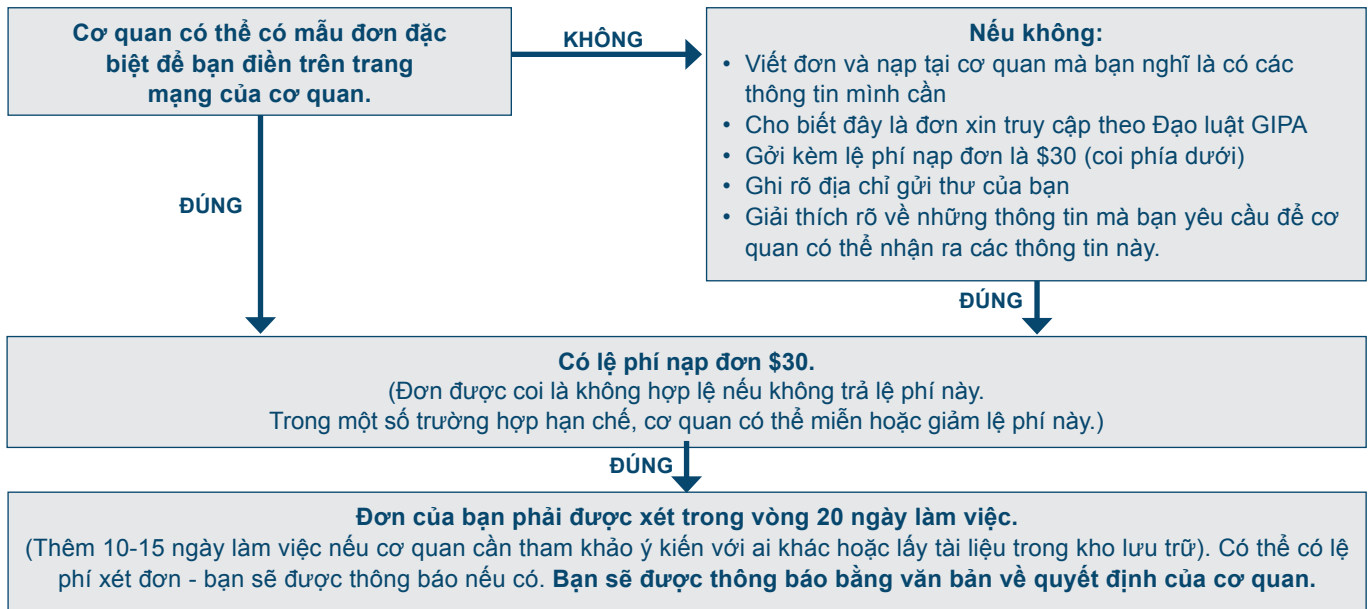 Cơ quan có thể có mẫu đơn đặc
biệt để bạn điền trên trang
mạng của cơ quan.
KHÔNG
Nếu không:
• Viết đơn và nạp tại cơ quan mà bạn nghĩ là có các
thông tin mình cần
• Cho biết đây là đơn xin truy cập theo Đạo luật GIPA
• Gởi kèm lệ phí nạp đơn là $30 (coi phía dưới)
• Ghi rõ địa chỉ gửi thư của bạn
• Giải thích rõ về những thông tin mà bạn yêu cầu để cơ
quan có thể nhận ra các thông tin này.
ĐÚNG
ĐÚNG
Có lệ phí nạp đơn $30.
(Đơn được coi là không hợp lệ nếu không trả lệ phí này.
Trong một số trường hợp hạn chế, cơ quan có thể miễn hoặc giảm lệ phí này.)
ĐÚNG
Đơn của bạn phải được xét trong vòng 20 ngày làm việc.
(Thêm 10-15 ngày làm việc nếu cơ quan cần tham khảo ý kiến với ai khác hoặc lấy tài liệu trong kho lưu trữ). Có thể có lệ
phí xét đơn - bạn sẽ được thông báo nếu có. Bạn sẽ được thông báo bằng văn bản về quyết định của cơ quan.